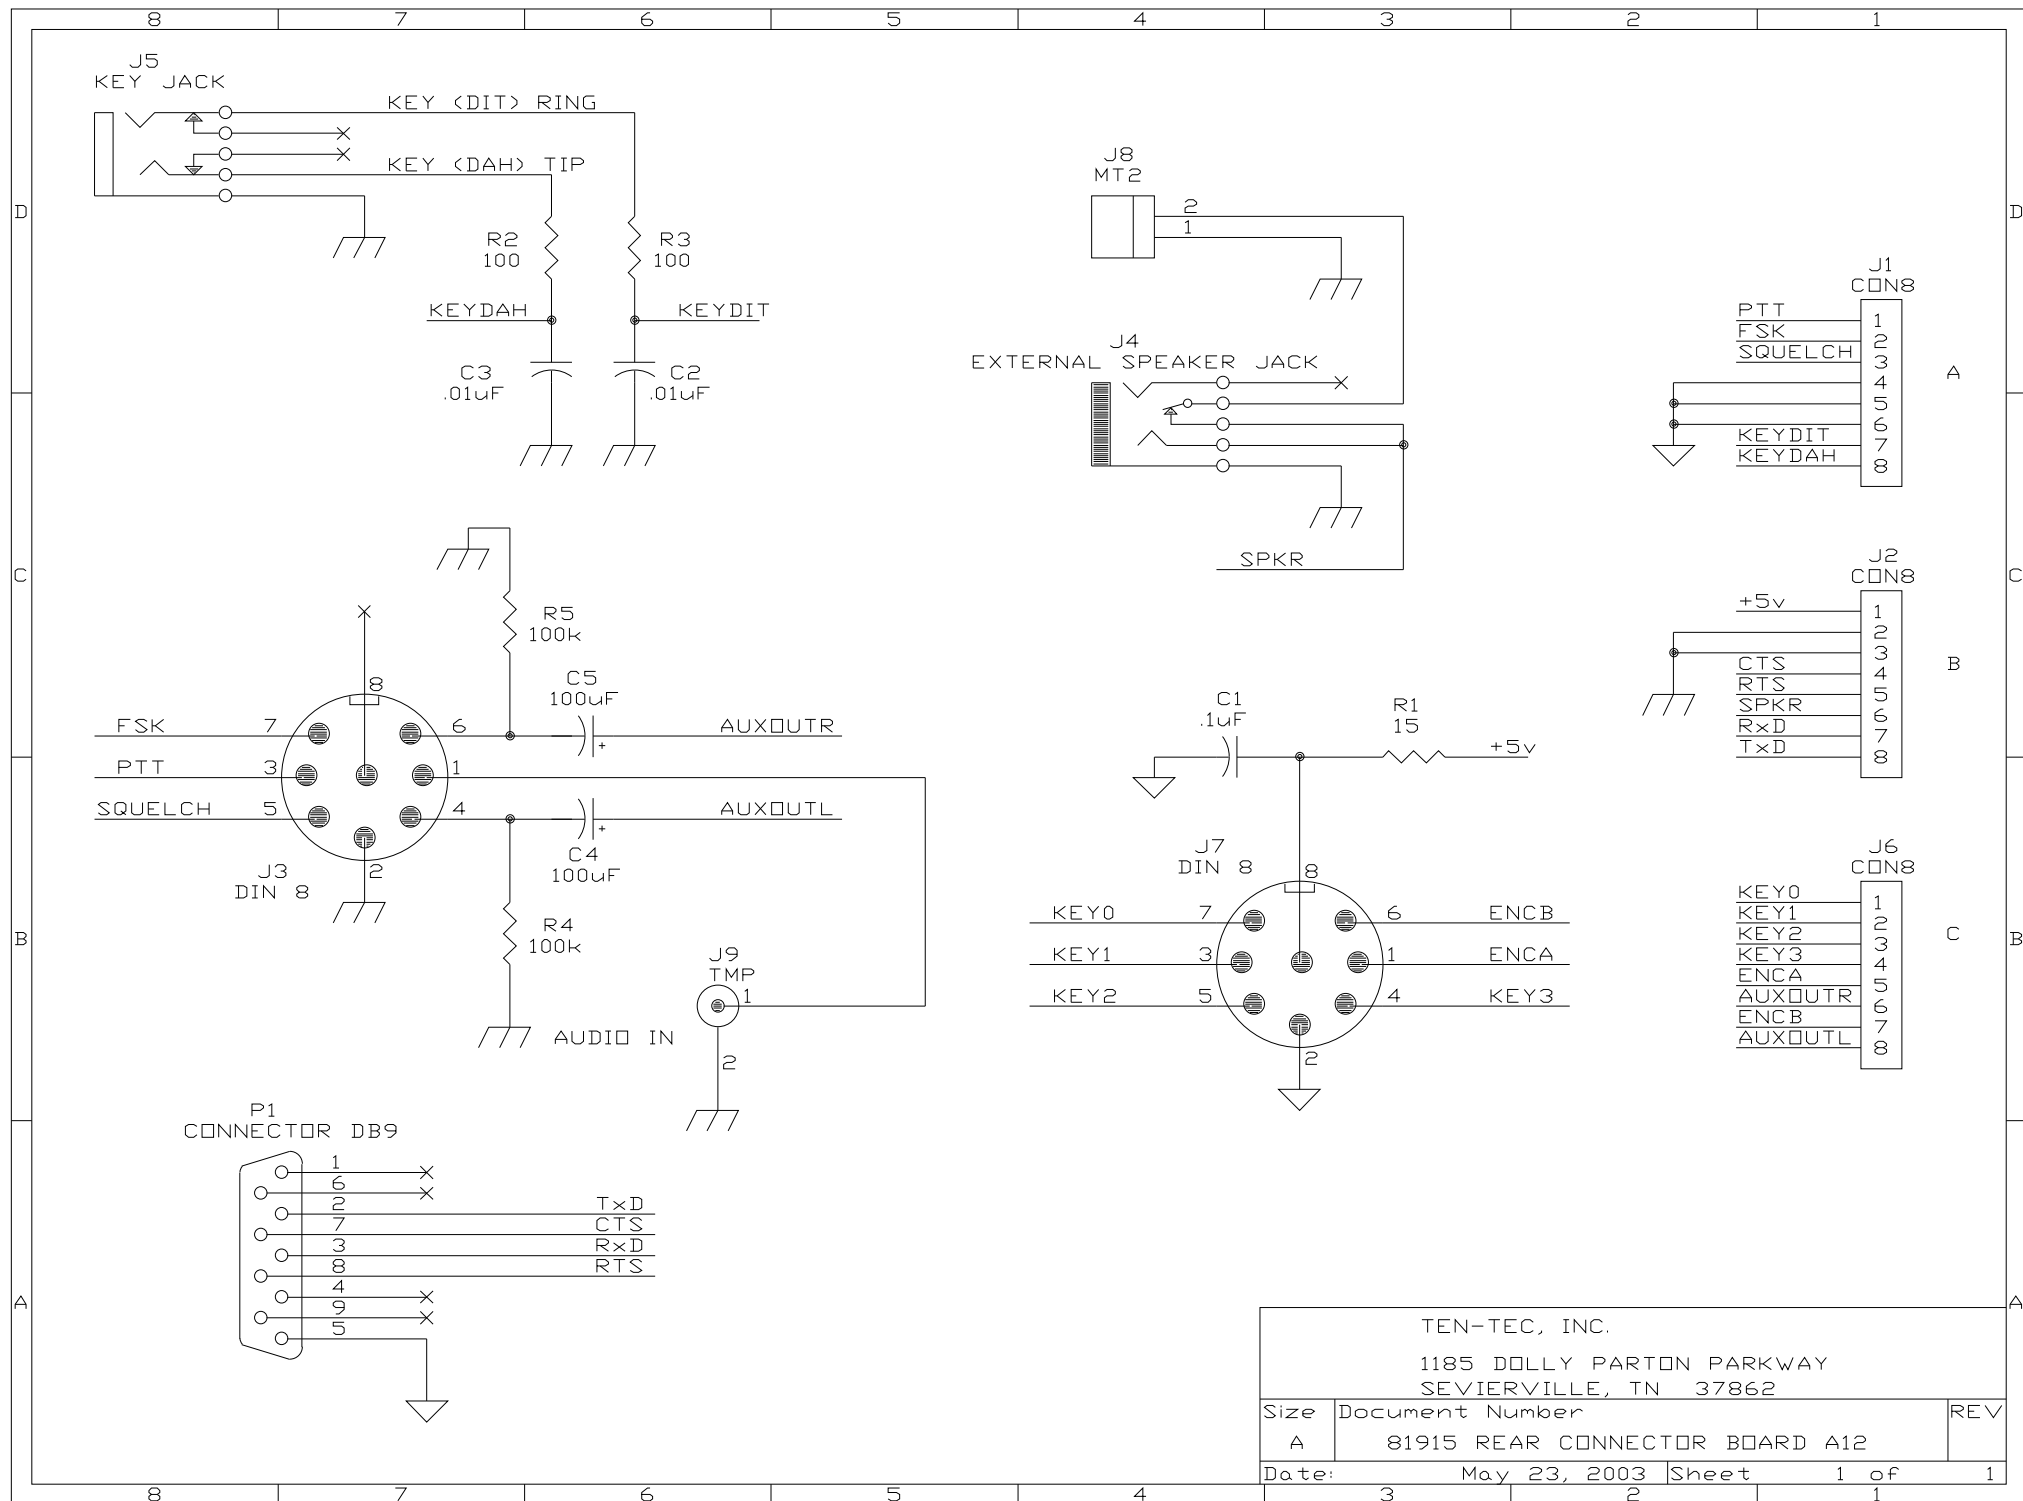 8 7 6 5 4 3 2 1
J5
KEY JACK
KEY (DIT) RING
KEY (DAH) TIP
R2
100
R3
100
KEYDAH
KEYDIT
C3
.01uF
C2
.01uF
J8
MT2
2
1
J4
EXTERNAL SPEAKER JACK
SPKR
J1
CON8
PTT 1
FSK 2
SQUELCH 3
4
5
6
KEYDIT 7
KEYDAH 8
A
D
D
C
C
R5
100k
C5
100uF
+
8
FSK 7
6 AUXOUTR
PTT 3
1
SQUELCH 5
4 AUXOUTL
2
J3
DIN 8
+
C4
100uF
R4
100k
J9
TMP
1
2
AUDIO IN
J2
CON8
+5v 1
2
3
CTS 4
RTS 5
SPKR 6
RxD 7
TxD 8
B
C1
.1uF
R1
15
+5v
J7
DIN 8
8
KEY0 7
6 ENCB
KEY1 3
1 ENCA
KEY2 5
4 KEY3
2
J6
CON8
KEY0 1
KEY1 2
KEY2 3
KEY3 4
ENCA 5
AUXOUTR 6
ENCB 7
AUXOUTL 8
C
B
B
P1
CONNECTOR DB9
1
6
2 TxD
7 CTS
3 RxD
8 RTS
4
9
5
A
A
TEN-TEC, INC.
1185 DOLLY PARTON PARKWAY
SEVIERVILLE, TN 37862
Size Document Number REV
A 81915 REAR CONNECTOR BOARD A12
Date: May 23, 2003 Sheet 1 of 1
8 7 6 5 4 3 2 1